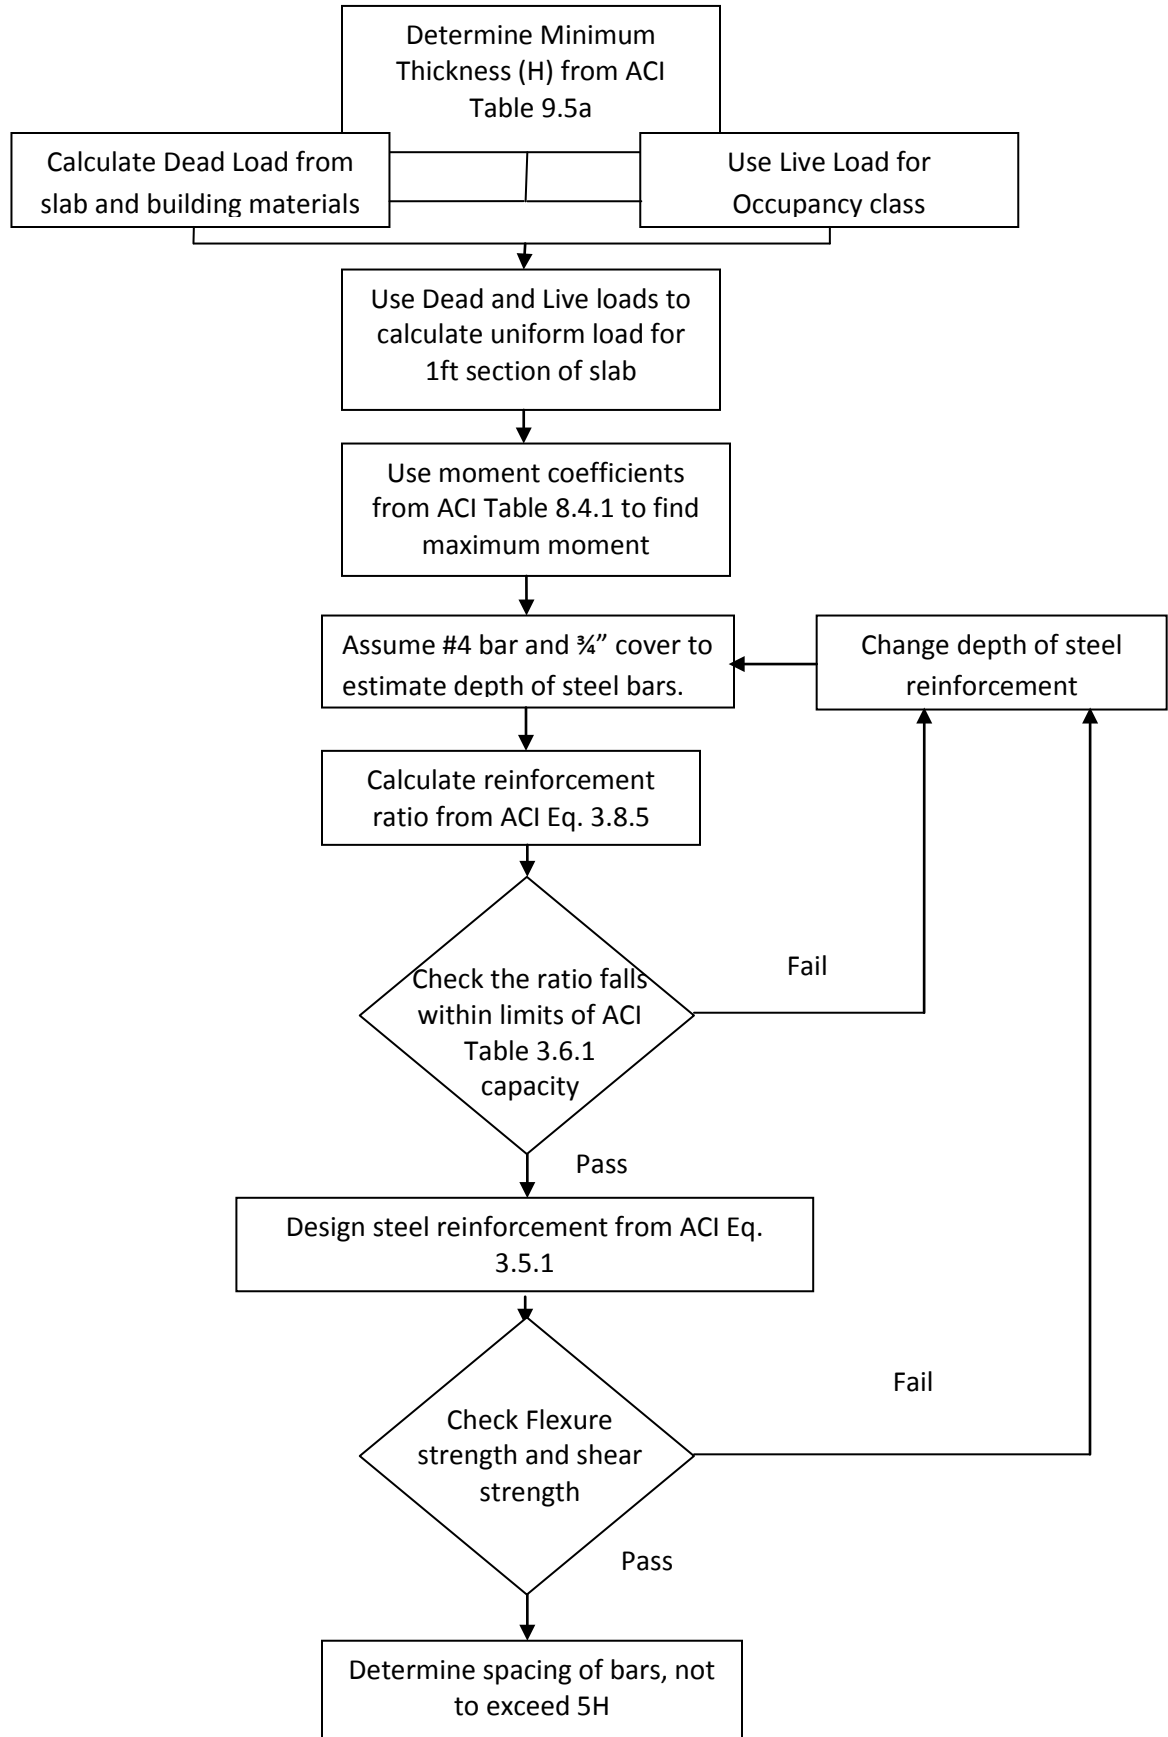 Determine Minimum
Thickness (H) from ACI
Table 9.5a
Calculate Dead Load from
slab and building materials
Use Live Load for
Occupancy class
Use Dead and Live loads to
calculate uniform load for
1ft section of slab
Use moment coefficients
from ACI Table 8.4.1 to find
maximum moment
Assume #4 bar and ¾” cover to
estimate depth of steel bars.
Change depth of steel
reinforcement
Calculate reinforcement
ratio from ACI Eq. 3.8.5
Check the ratio falls
within limits of ACI
Table 3.6.1
capacity
Fail
Pass
Design steel reinforcement from ACI Eq.
3.5.1
Check Flexure
strength and shear
strength
Fail
Pass
Determine spacing of bars, not
to exceed 5H